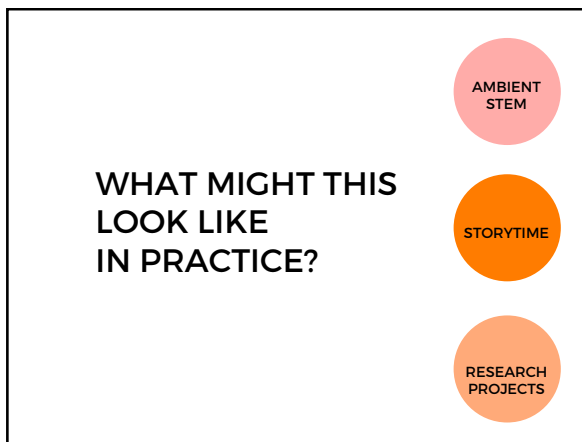 WHAT MIGHT THIS
LOOK LIKE
IN PRACTICE?
AMBIENT
STEM
STORYTIME
RESEARCH
PROJECTS